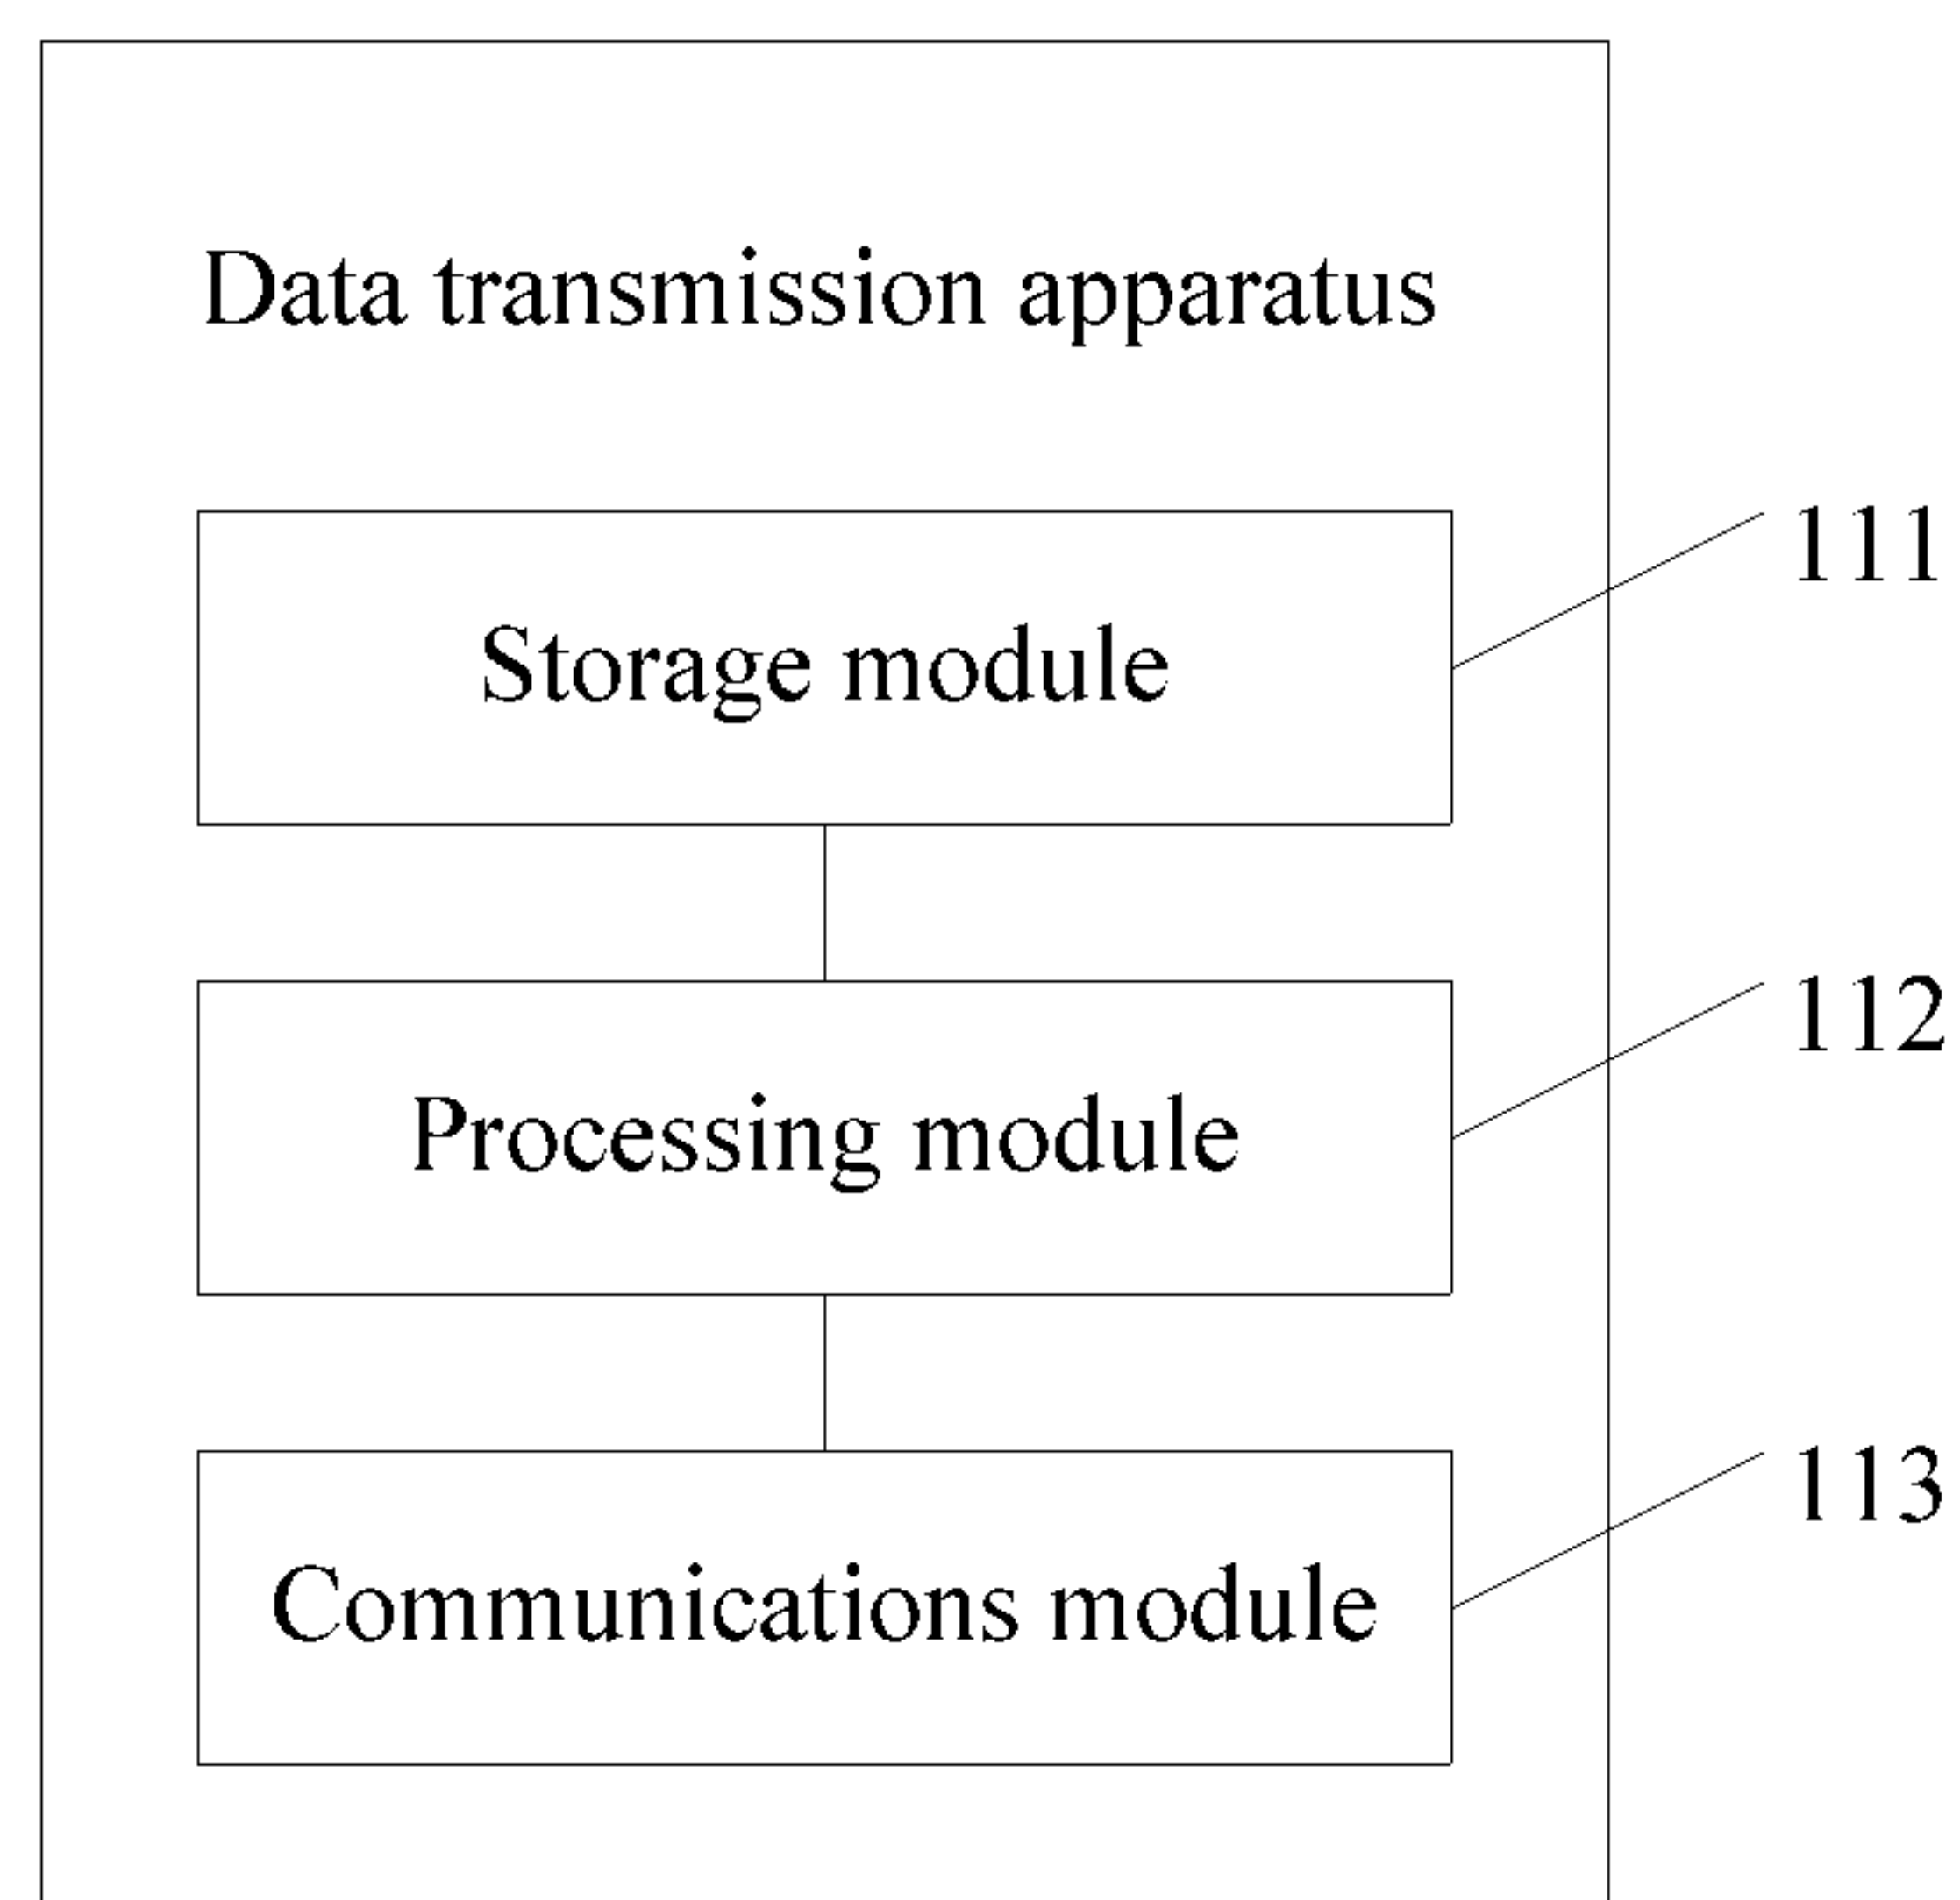 Data transmission apparatus
111
Storage module
112
Processing module
113
Communications module